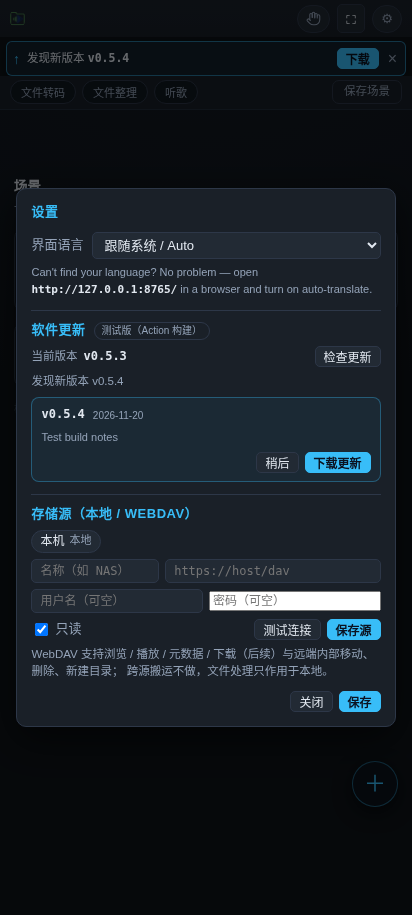 ↑ 发现新版本 v0.5.4 下载 ×
文件转码 文件整理 听歌 保存场景
场景
设置
界面语言 跟随系统 / Auto
Can't find your language? No problem — open
http://127.0.0.1:8765/ in a browser and turn on auto-translate.
软件更新 测试版（Action 构建）
当前版本 v0.5.3 检查更新
发现新版本 v0.5.4
v0.5.4 2026-11-20
Test build notes
稍后 下载更新
存储源（本地 / WEBDAV）
本机 本地
名称（如 NAS） https://host/dav
用户名（可空） 密码（可空）
只读 测试连接 保存源
WebDAV 支持浏览 / 播放 / 元数据 / 下载（后续）与远端内部移动、
删除、新建目录； 跨源搬运不做，文件处理只作用于本地。
关闭 保存